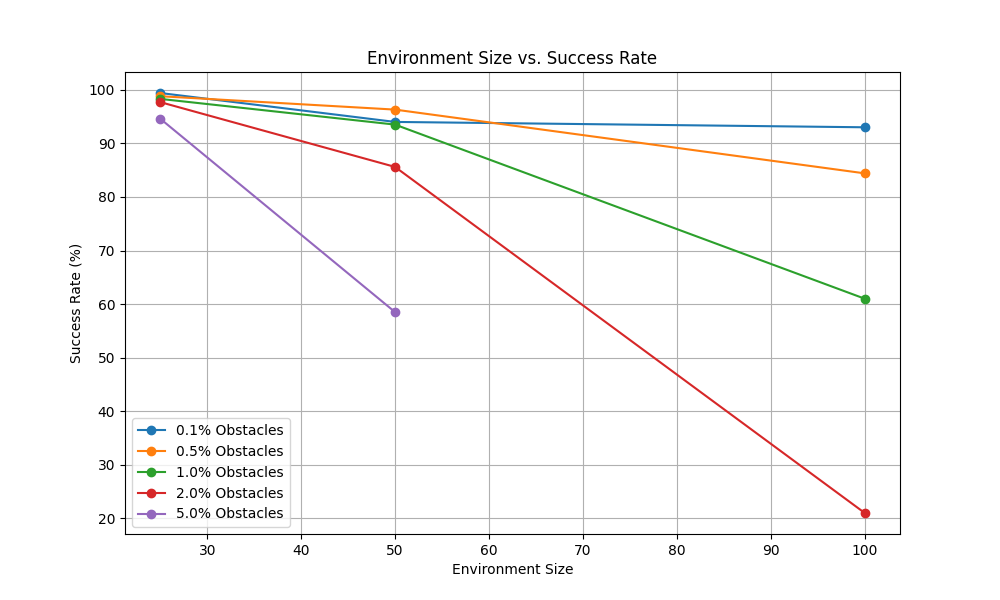 Environment Size vs. Success Rate
Success Rate (%)
100
90
80
70
60
50
40
30
20
0.1% Obstacles
0.5% Obstacles
1.0% Obstacles
2.0% Obstacles
5.0% Obstacles
30 40 50 60 70 80 90 100
Environment Size